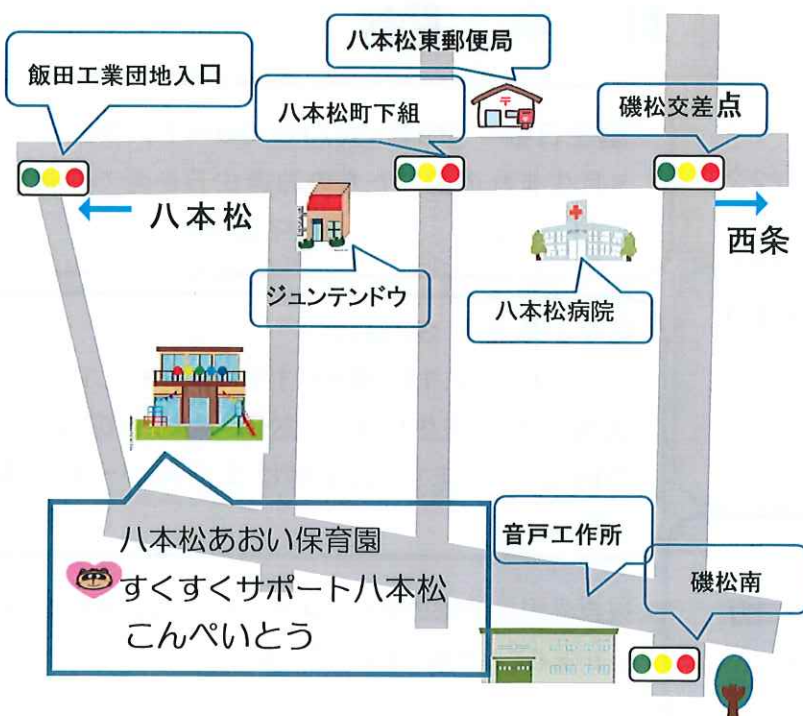 八本松東郵便局
飯田工業団地入口
八本松町下組
磯松交差点
八本松
西条
ジュンテンドウ
八本松病院
八本松あおい保育園
すくすくサポート八本松
こんぺいとう
音戸工作所
磯松南